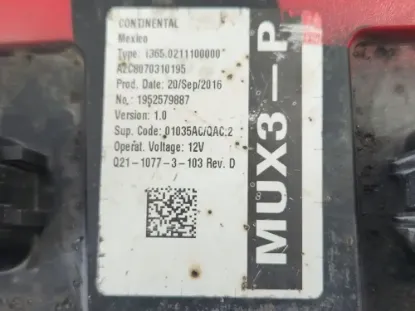 CONTINENTAL
Mexico
Type: 1365.0211100000
A2C8070310195
Prod. Date: 20/Sep/2016
No.: 1952579887
Version: 1.0
Sup. Code: 01035AC/QAC:2
Operat. Voltage: 12V
Q21-1077-3-103 Rev. D
MUX3-P